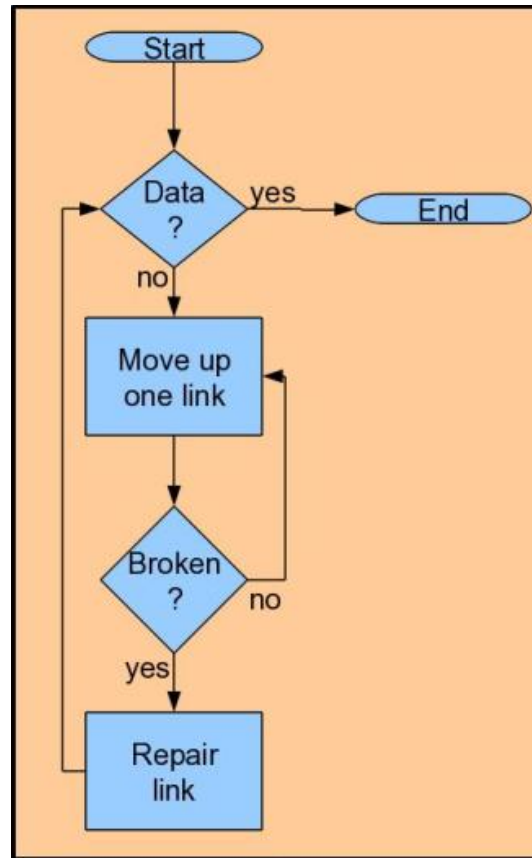 Start
Data
?
yes
End
no
Move up
one link
Broken
?
no
yes
Repair
link